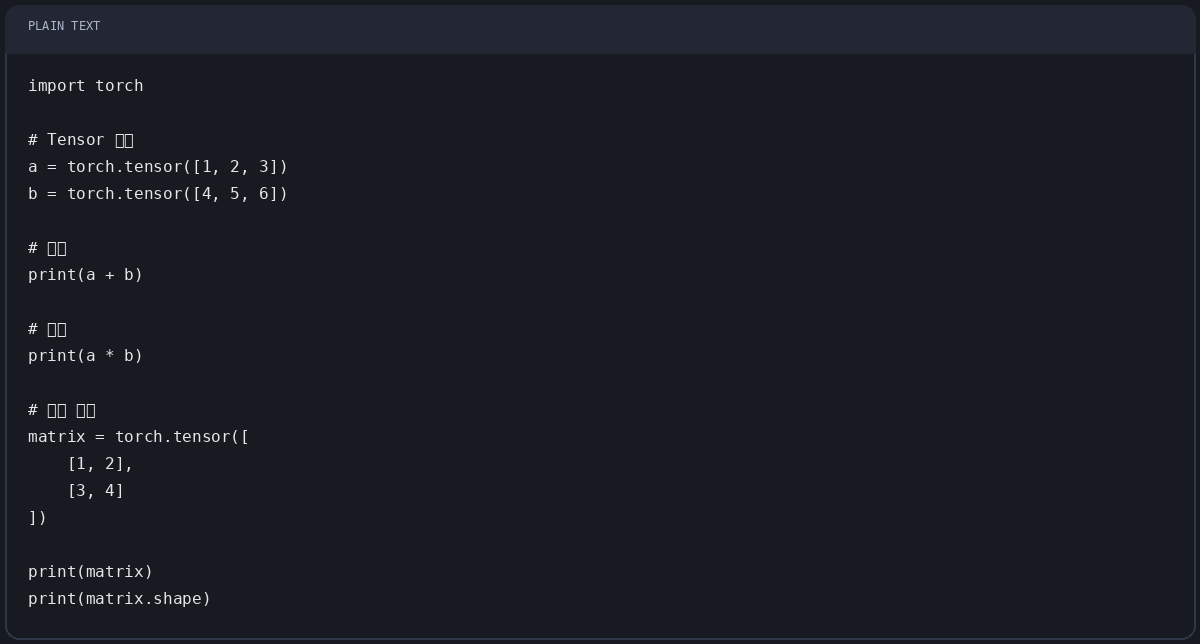 PLAIN TEXT
import torch
# Tensor
a = torch.tensor([1, 2, 3])
b = torch.tensor([4, 5, 6])
#
print(a + b)
#
print(a * b)
#
matrix = torch.tensor([
    [1, 2],
    [3, 4]
])
print(matrix)
print(matrix.shape)